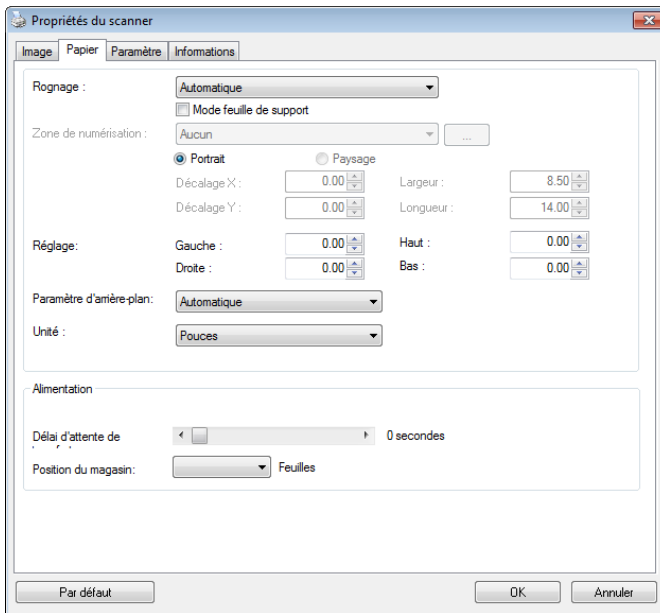 Propriétés du scanner
Image Papier Paramètre Informations
Rognage : Automatique
Mode feuille de support
Zone de numérisation : Aucun ...
Portrait Paysage
Décalage X : 0.00 Largeur : 8.50
Décalage Y : 0.00 Longueur : 14.00
Réglage: Gauche : 0.00 Haut : 0.00
Droite : 0.00 Bas : 0.00
Paramètre d'arrière-plan: Automatique
Unité : Pouces
Alimentation
Délai d'attente de 0 secondes
Position du magasin: Feuilles
Par défaut OK Annuler